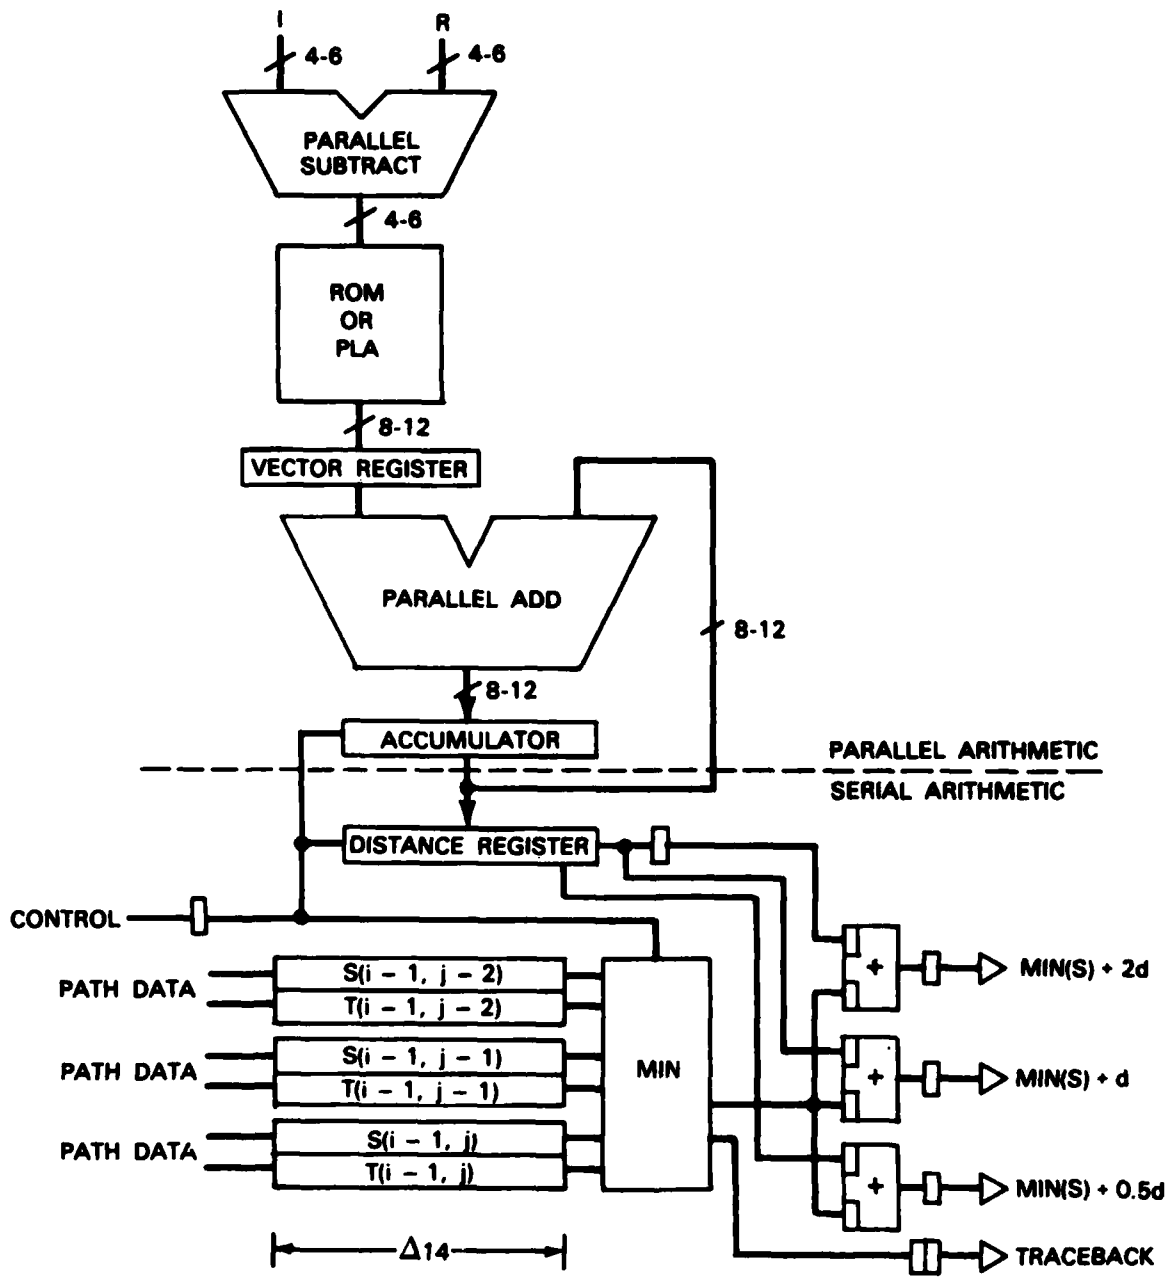 I
R
4-6
4-6
PARALLEL
SUBTRACT
4-6
ROM
OR
PLA
8-12
VECTOR REGISTER
PARALLEL ADD
8-12
8-12
ACCUMULATOR
PARALLEL ARITHMETIC
SERIAL ARITHMETIC
DISTANCE REGISTER
CONTROL
PATH DATA
S(i - 1, j - 2)
T(i - 1, j - 2)
+
MIN(S) + 2d
PATH DATA
S(i - 1, j - 1)
T(i - 1, j - 1)
MIN
+
MIN(S) + d
PATH DATA
S(i - 1, j)
T(i - 1, j)
+
MIN(S) + 0.5d
Δ14
TRACEBACK